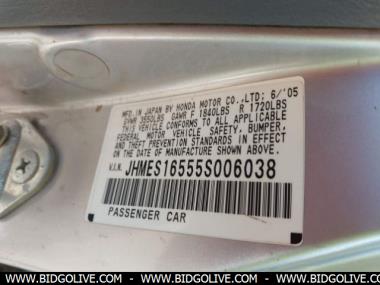 MFD.IN JAPAN BY HONDA MOTOR CO.,LTD: 6/'05
GVWR 3550LBS GAWR F 1840LBS R 1720LBS
THIS VEHICLE CONFORMS TO ALL APPLICABLE
FEDERAL MOTOR VEHICLE SAFETY, BUMPER,
AND THEFT PREVENTION STANDARDS IN EFFECT
ON THE DATE OF MANUFACTURE SHOWN ABOVE.
V.I.N. JHMES16555S006038
PASSENGER CAR
WWW.BIDGOLIVE.COM - WWW.BIDGOLIVE.COM - WWW.BIDGOLIVE.COM